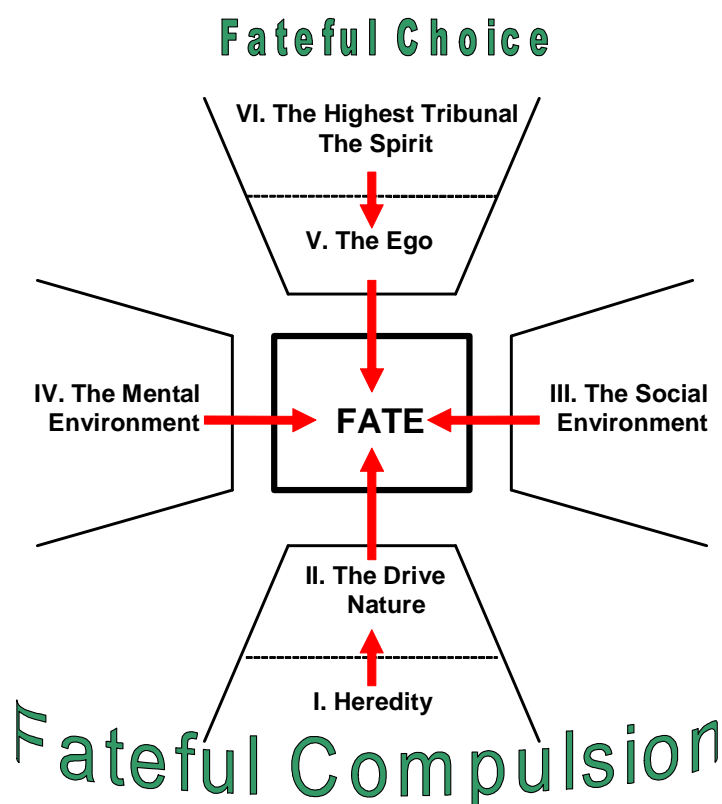 Fateful Choice
VI. The Highest Tribunal
The Spirit
V. The Ego
IV. The Mental
Environment
FATE
III. The Social
Environment
II. The Drive
Nature
I. Heredity
Fateful Compulsion